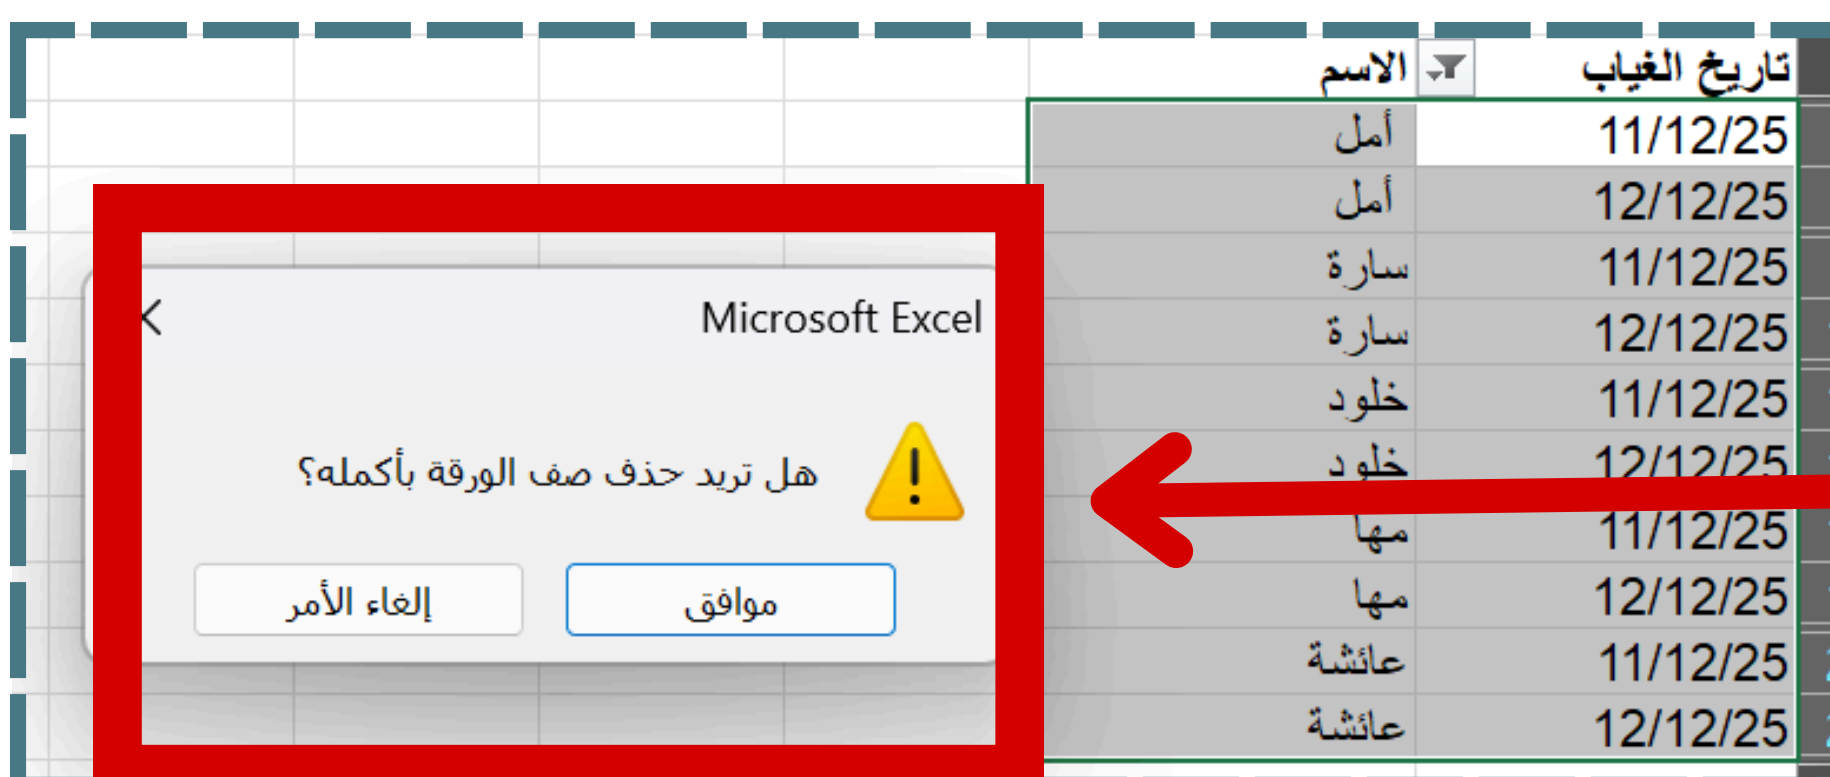 تاريخ الغياب الاسم
11/12/25 أمل
12/12/25 أمل
11/12/25 سارة
12/12/25 سارة
11/12/25 خلود
12/12/25 خلود
11/12/25 مها
12/12/25 مها
11/12/25 عائشة
12/12/25 عائشة
Microsoft Excel
هل تريد حذف صف الورقة بأكمله؟
موافق إلغاء الأمر